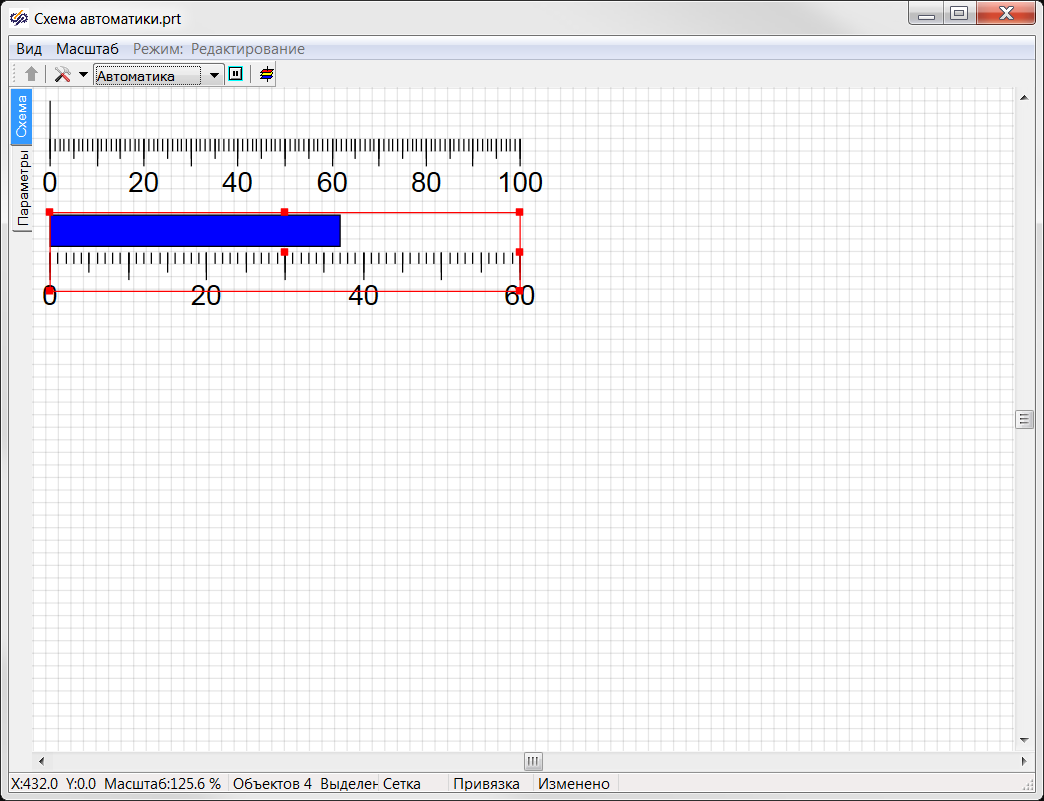 Схема автоматики.prt
Вид Масштаб Режим: Редактирование
Автоматика
Схема
Параметры
0 20 40 60 80 100
0 20 40 60
X:432.0 Y:0.0 Масштаб:125.6 % Объектов 4 Выделен Сетка Привязка Изменено